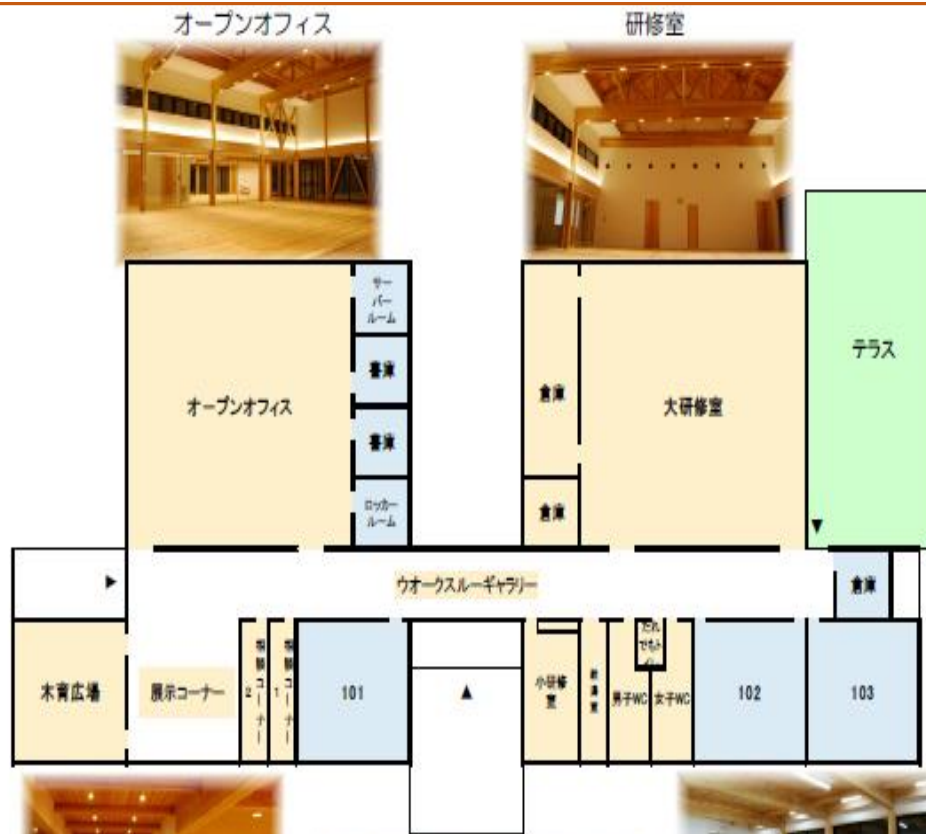 オープンオフィス
研修室
サー
バー
ルーム
書庫
書庫
ロッカー
ルーム
オープンオフィス
倉庫
倉庫
大研修室
テラス
▼
▶
ウオークスルーギャラリー
倉庫
木育広場
展示コーナー
相談コーナー
2
相談コーナー
1
101
▲
小研修
室
給湯室
男子WC
だれ
でもト
イレ
女子WC
102
103